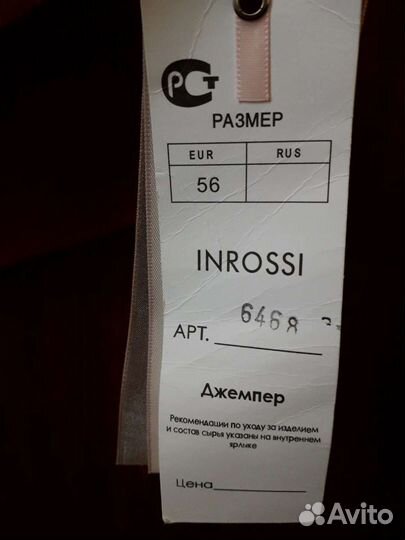 РСТ
РАЗМЕР
EUR RUS
56
INROSSI
АРТ. 6468
Джемпер
Рекомендации по уходу за изделием
и состав сырья указаны на внутреннем
ярлыке
Цена
Avito